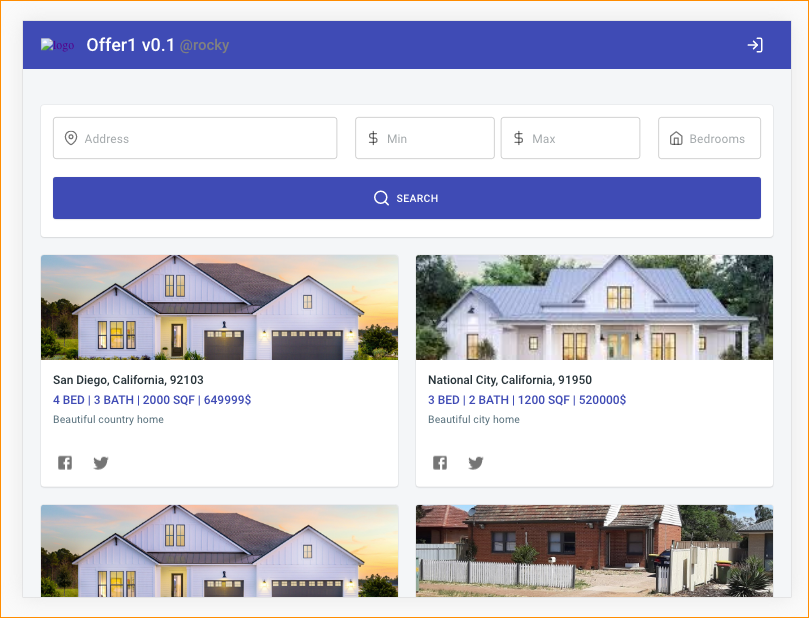 logo
Offer1 v0.1 @rocky
Address
Min
Max
Bedrooms
SEARCH
1
San Diego, California, 92103
4 BED | 3 BATH | 2000 SQF | 649999$
Beautiful country home
National City, California, 91950
3 BED | 2 BATH | 1200 SQF | 520000$
Beautiful city home
1